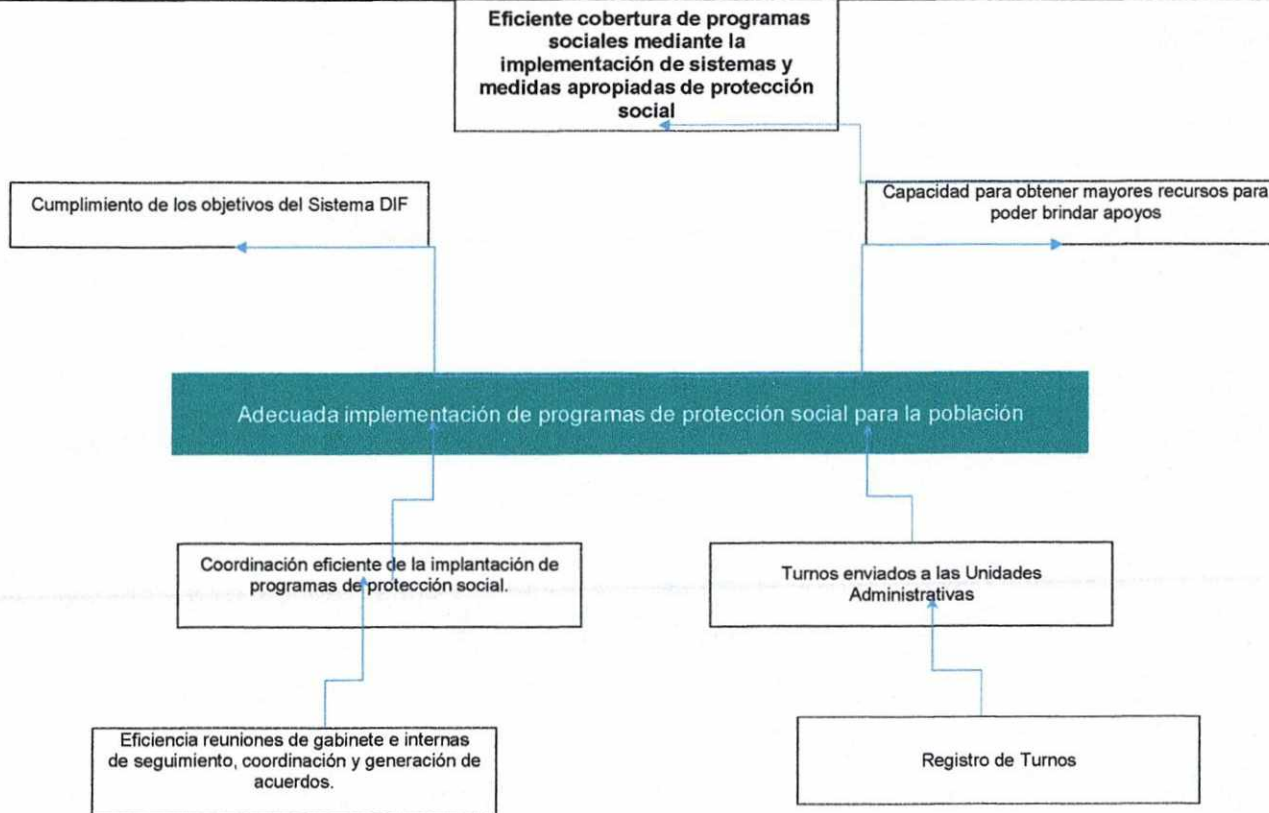 Eficiente cobertura de programas
sociales mediante la
implementación de sistemas y
medidas apropiadas de protección
social
Cumplimiento de los objetivos del Sistema DIF
Capacidad para obtener mayores recursos para
poder brindar apoyos
Adecuada implementación de programas de protección social para la población
Coordinación eficiente de la implantación de
programas de protección social.
Turnos enviados a las Unidades
Administrativas
Eficiencia reuniones de gabinete e internas
de seguimiento, coordinación y generación de
acuerdos.
Registro de Turnos